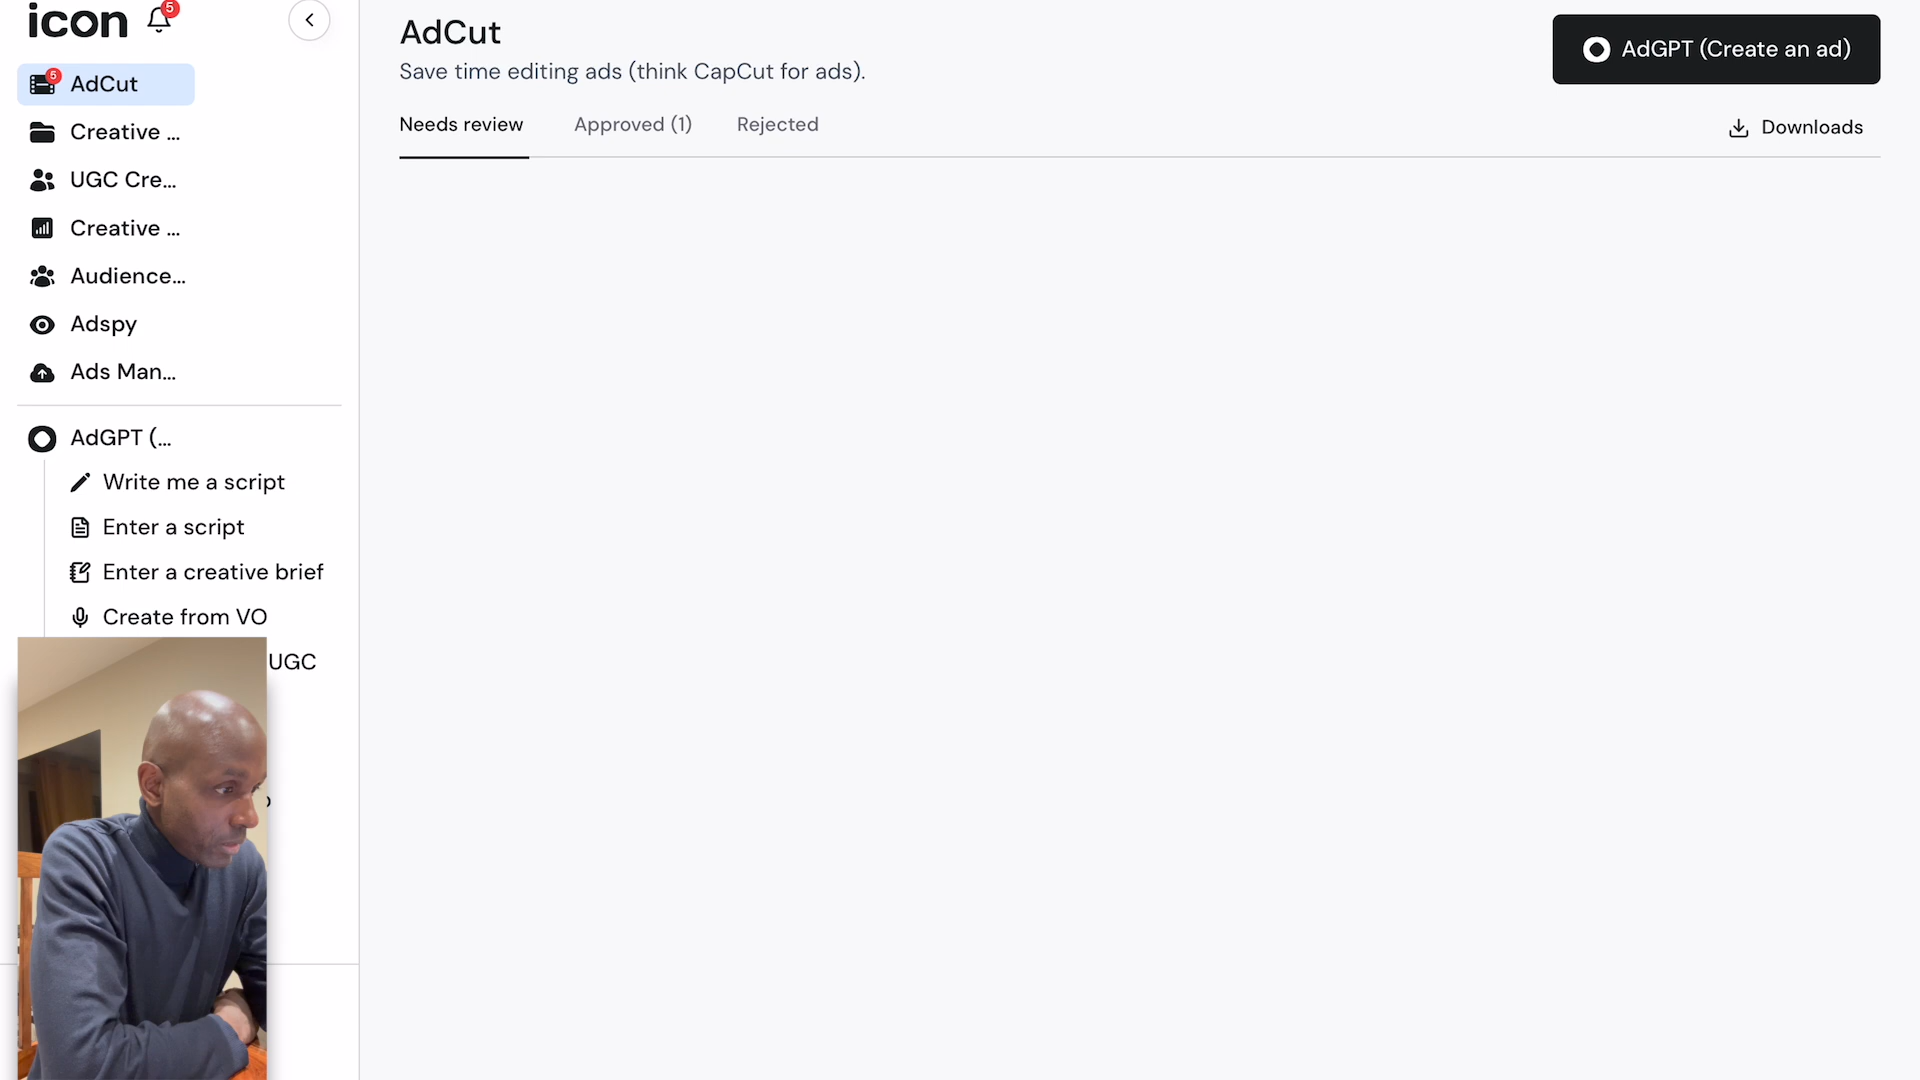 icon
5
5
AdCut
Creative ...
UGC Cre...
Creative ...
Audience...
Adspy
Ads Man...
AdGPT (...
Write me a script
Enter a script
Enter a creative brief
Create from VO
UGC
AdCut
Save time editing ads (think CapCut for ads).
AdGPT (Create an ad)
Needs review
Approved (1)
Rejected
Downloads